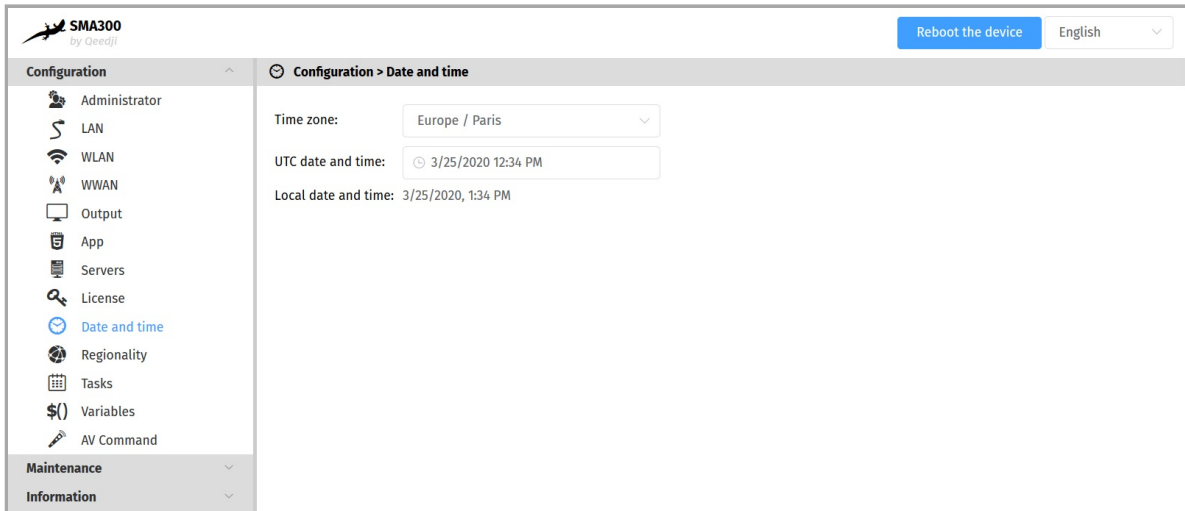 SMA300
by Qeedji
Reboot the device
English
Configuration
Administrator
LAN
WLAN
WWAN
Output
App
Servers
License
Date and time
Regionality
Tasks
$() Variables
AV Command
Maintenance
Information
Configuration > Date and time
Time zone: Europe / Paris
UTC date and time: 3/25/2020 12:34 PM
Local date and time: 3/25/2020, 1:34 PM